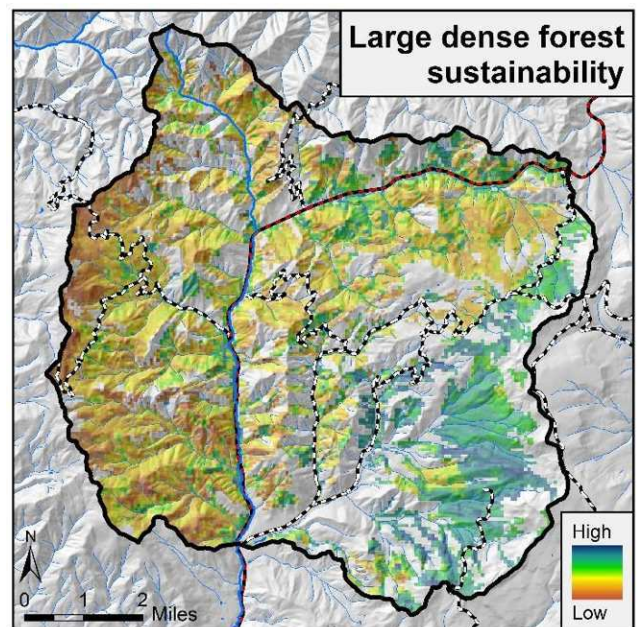 Large dense forest
sustainability
N
0 1 2
Miles
High
Low